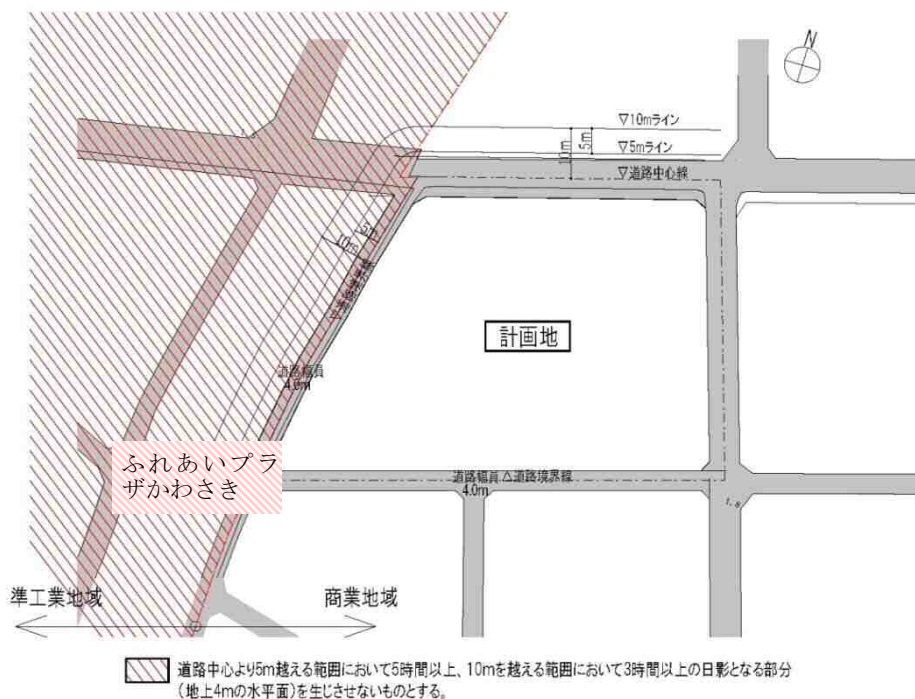 N
▽10mライン
▽5mライン
▽道路中心線
10m
5m
5m
10m
計画地
道路幅員
4.0m
ふれあいプラ
ザかわさき
道路幅員 △道路境界線
4.0m
準工業地域
商業地域
道路中心より5m越える範囲において5時間以上、10mを越える範囲において3時間以上の日影となる部分
(地上4mの水平面)を生じさせないものとする。